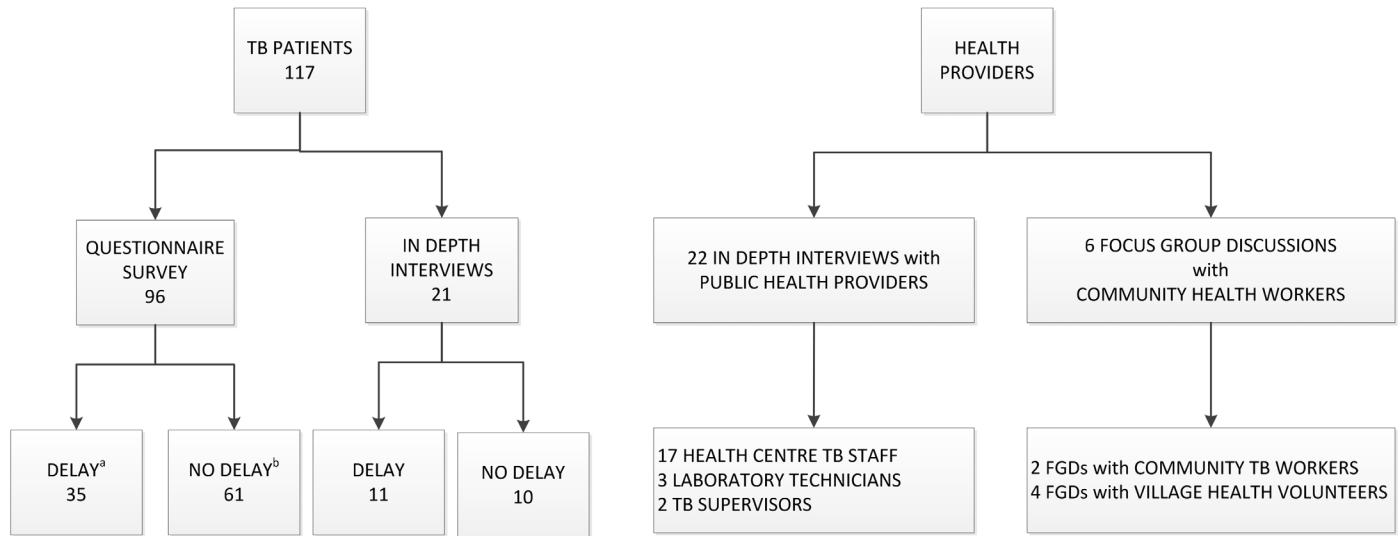 TB PATIENTS
117
HEALTH
PROVIDERS
QUESTIONNAIRE
SURVEY
96
IN DEPTH
INTERVIEWS
21
22 IN DEPTH INTERVIEWS with
PUBLIC HEALTH PROVIDERS
6 FOCUS GROUP DISCUSSIONS
with
COMMUNITY HEALTH WORKERS
DELAYᵃ
35
NO DELAYᵇ
61
DELAY
11
NO DELAY
10
17 HEALTH CENTRE TB STAFF
3 LABORATORY TECHNICIANS
2 TB SUPERVISORS
2 FGDs with COMMUNITY TB WORKERS
4 FGDs with VILLAGE HEALTH VOLUNTEERS